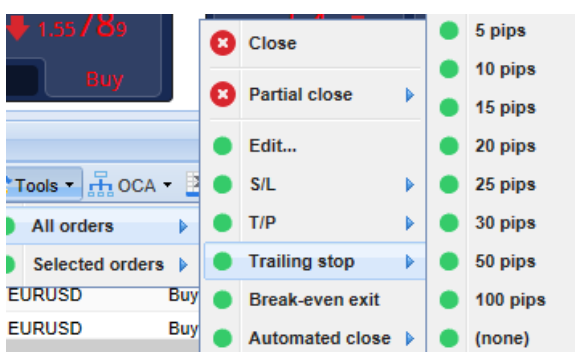 1.55789
Buy
Tools
OCA
All orders
Selected orders
EURUSD Buy
EURUSD Buy
Close
Partial close
Edit...
S/L
T/P
Trailing stop
Break-even exit
Automated close
5 pips
10 pips
15 pips
20 pips
25 pips
30 pips
50 pips
100 pips
(none)